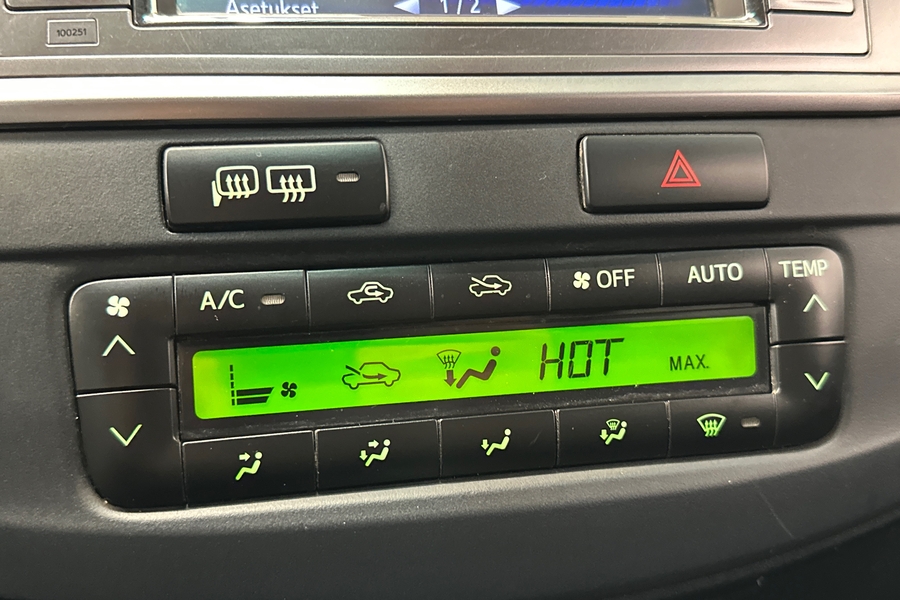 Asetukset 1/2
100251
A/C OFF AUTO TEMP
HOT MAX.